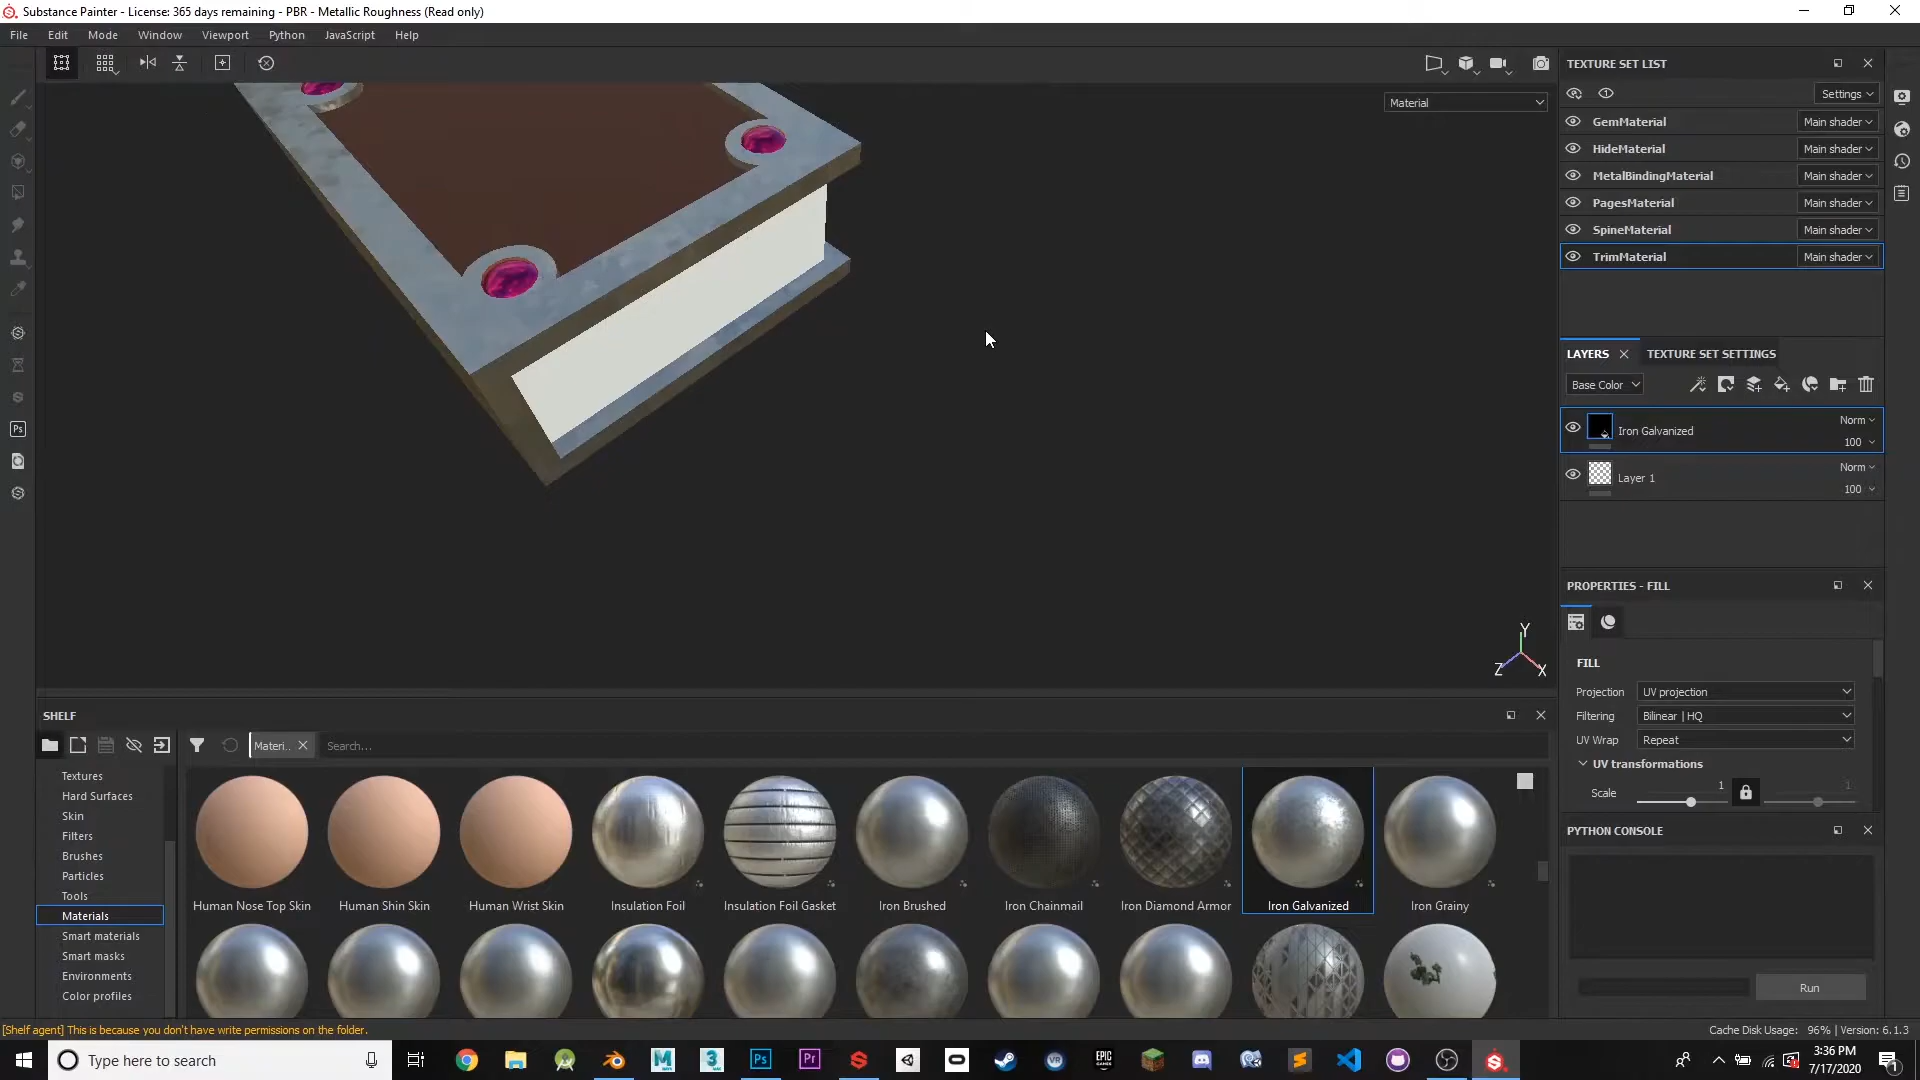 Substance Painter - License: 365 days remaining - PBR - Metallic Roughness (Read only)
File Edit Mode Window Viewport Python JavaScript Help
Material
TEXTURE SET LIST
Settings
GemMaterial Main shader
HideMaterial Main shader
MetalBindingMaterial Main shader
PagesMaterial Main shader
SpineMaterial Main shader
TrimMaterial Main shader
LAYERS TEXTURE SET SETTINGS
Base Color
Iron Galvanized Norm
100
Layer 1 Norm
100
PROPERTIES - FILL
FILL
Projection UV projection
Filtering Bilinear | HQ
UV Wrap Repeat
UV transformations
Scale 1 1
PYTHON CONSOLE
Run
Y
Z X
SHELF
Materi.. Search...
Textures
Hard Surfaces
Skin
Filters
Brushes
Particles
Tools
Materials
Smart materials
Smart masks
Environments
Color profiles
Human Nose Top Skin Human Shin Skin Human Wrist Skin Insulation Foil Insulation Foil Gasket Iron Brushed Iron Chainmail Iron Diamond Armor Iron Galvanized Iron Grainy
[Shelf agent] This is because you don't have write permissions on the folder.
Cache Disk Usage: 96% | Version: 6.1.3
Type here to search
Ps
Pr
EPIC
3:36 PM
7/17/2020